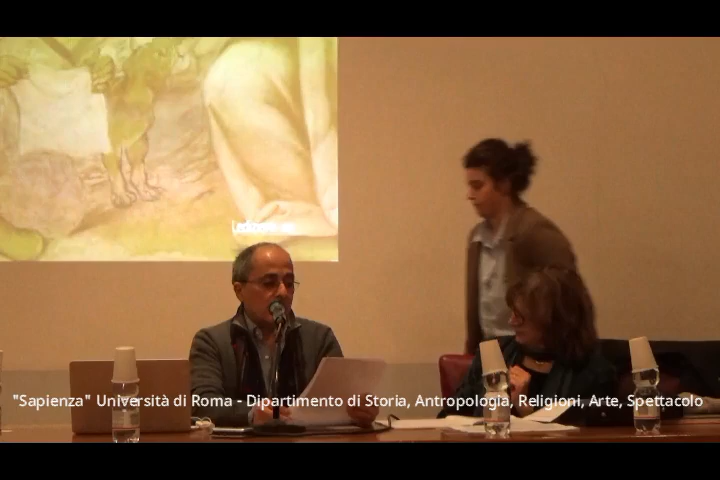 "Sapienza" Università di Roma - Dipartimento di Storia, Antropologia, Religioni, Arte, Spettacolo